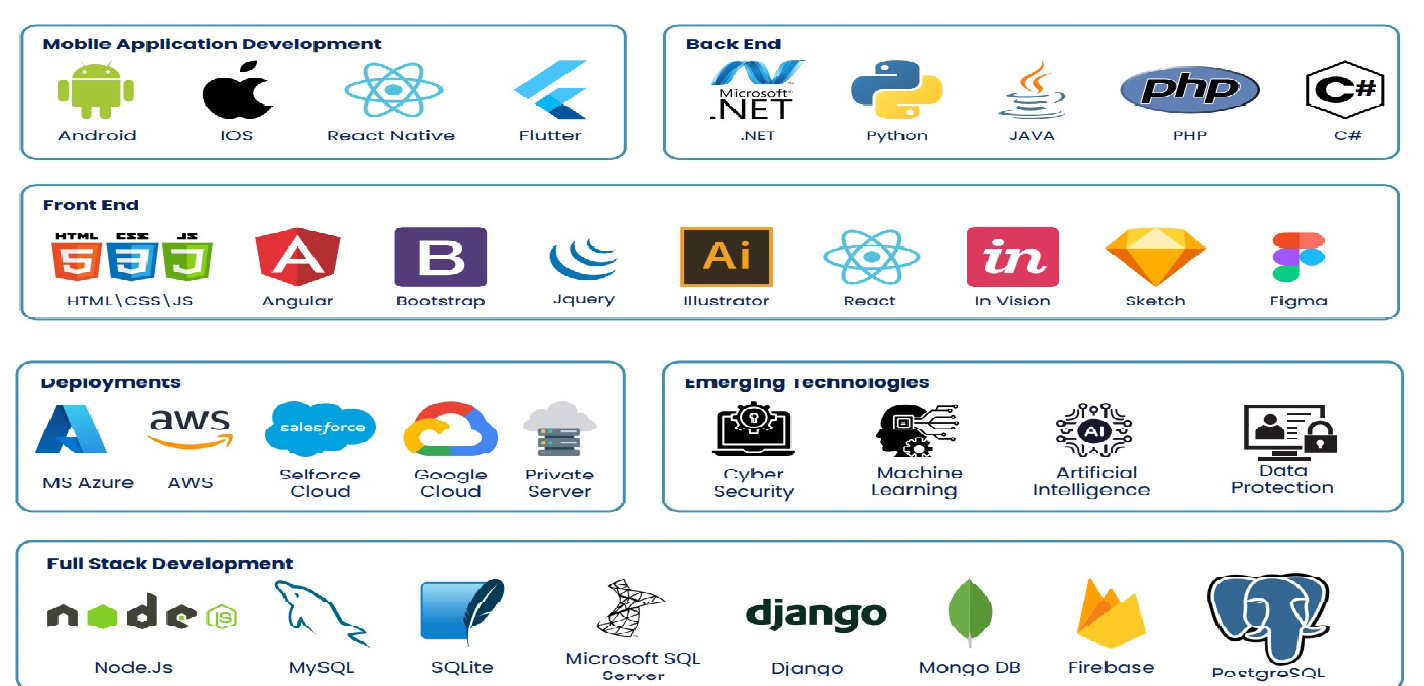 Mobile Application Development
Android
IOS
React Native
Flutter
Back End
Microsoft
.NET
.NET
Python
JAVA
php
PHP
C#
C#
Front End
HTML
CSS
JS
5
3
HTML\CSS\JS
A
Angular
B
Bootstrap
Jquery
Ai
Illustrator
React
in
In Vision
Sketch
Figma
Deployments
MS Azure
aws
AWS
salesforce
Selforce
Cloud
Google
Cloud
Private
Server
Emerging Technologies
Cyber
Security
Machine
Learning
AI
Artificial
Intelligence
Data
Protection
Full Stack Development
node
JS
Node.Js
MySQL
SQLite
Microsoft SQL
Server
django
Django
Mongo DB
Firebase
PostgreSQL